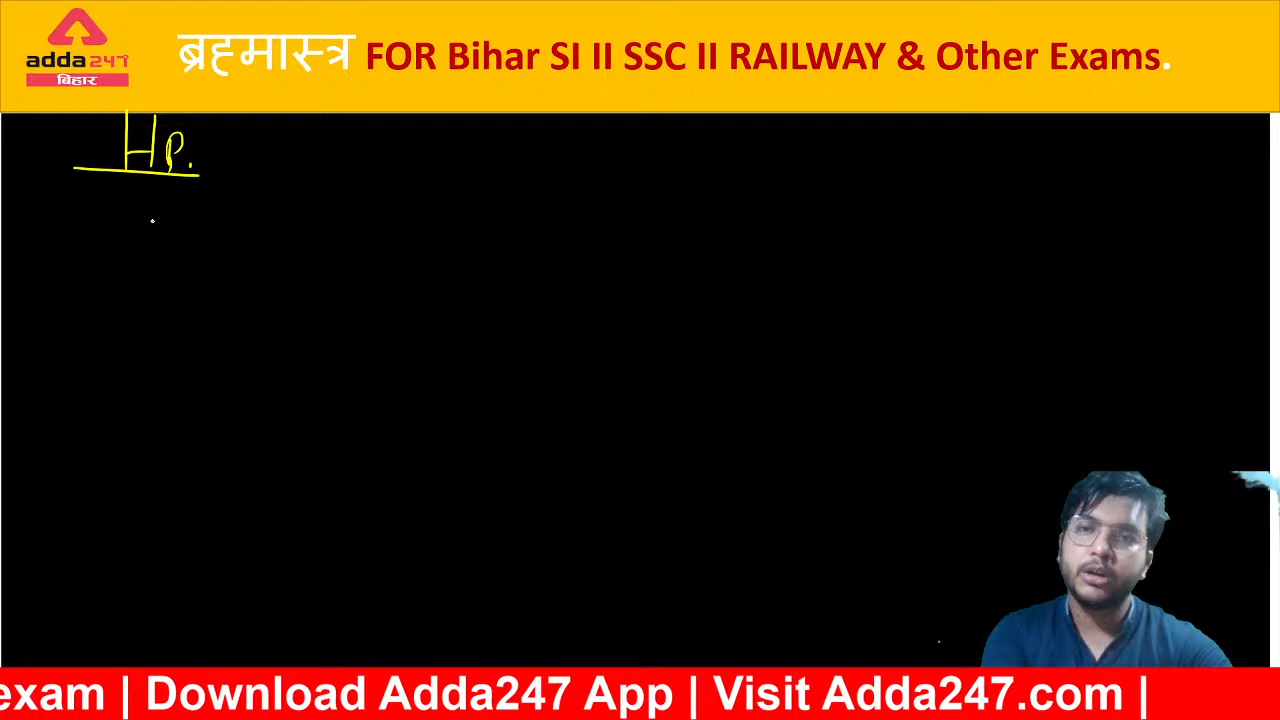 adda247
बिहार
ब्रह्मास्त्र FOR Bihar SI II SSC II RAILWAY & Other Exams.
HP.
exam | Download Adda247 App | Visit Adda247.com |